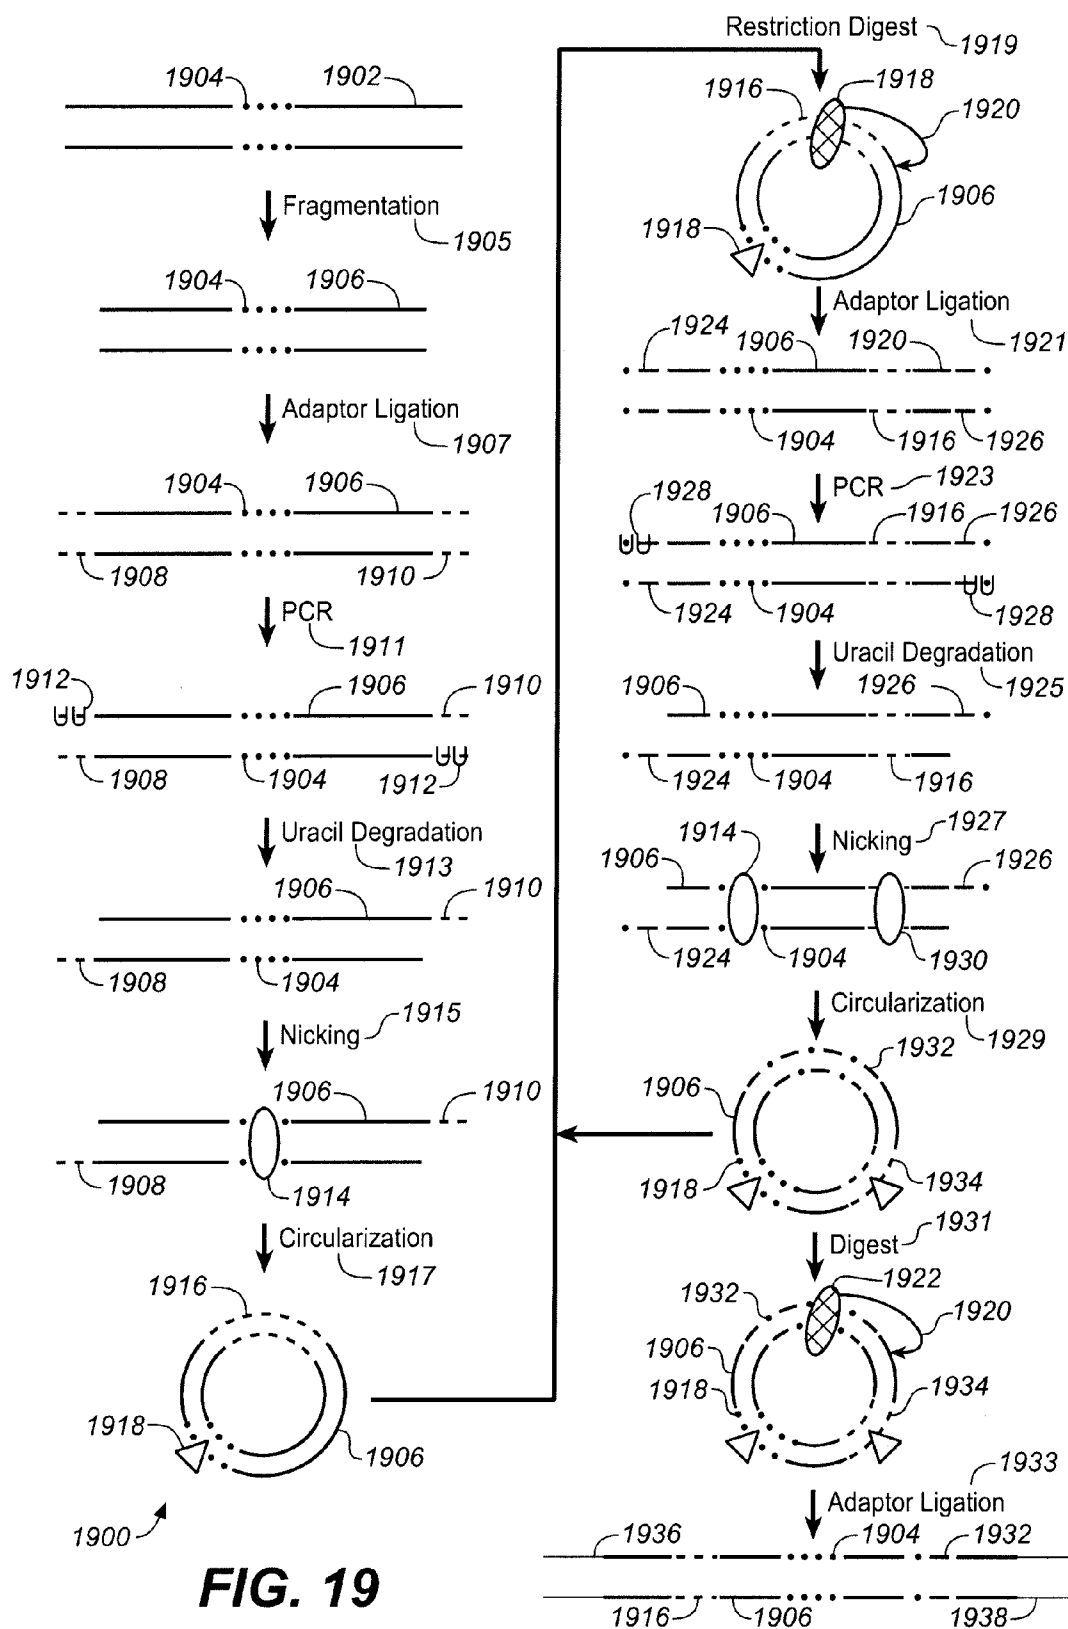 1904 1902
Fragmentation
1905
1904 1906
Adaptor Ligation
1907
1904 1906
1908 1910
PCR
1911
1912 1906 1910
1908 1904 1912
Uracil Degradation
1913
1906 1910
1908 1904
Nicking 1915
1906 1910
1908 1914
Circularization
1917
1916
1918
1906
1900
FIG. 19
Restriction Digest 1919
1916 1918
1920
1918 1906
Adaptor Ligation
1921
1924 1906 1920
1904 1916 1926
PCR 1923
1928 1906 1916 1926
UU
1924 1904 1928
UU
Uracil Degradation
1925
1906 1926
1924 1904 1916
Nicking 1927
1914
1906 1926
1924 1904 1930
Circularization
1929
1932
1906
1918 1934
Digest 1931
1932 1922
1920
1906
1918 1934
Adaptor Ligation 1933
1936 1904 1932
1916 1906 1938
UU
UU